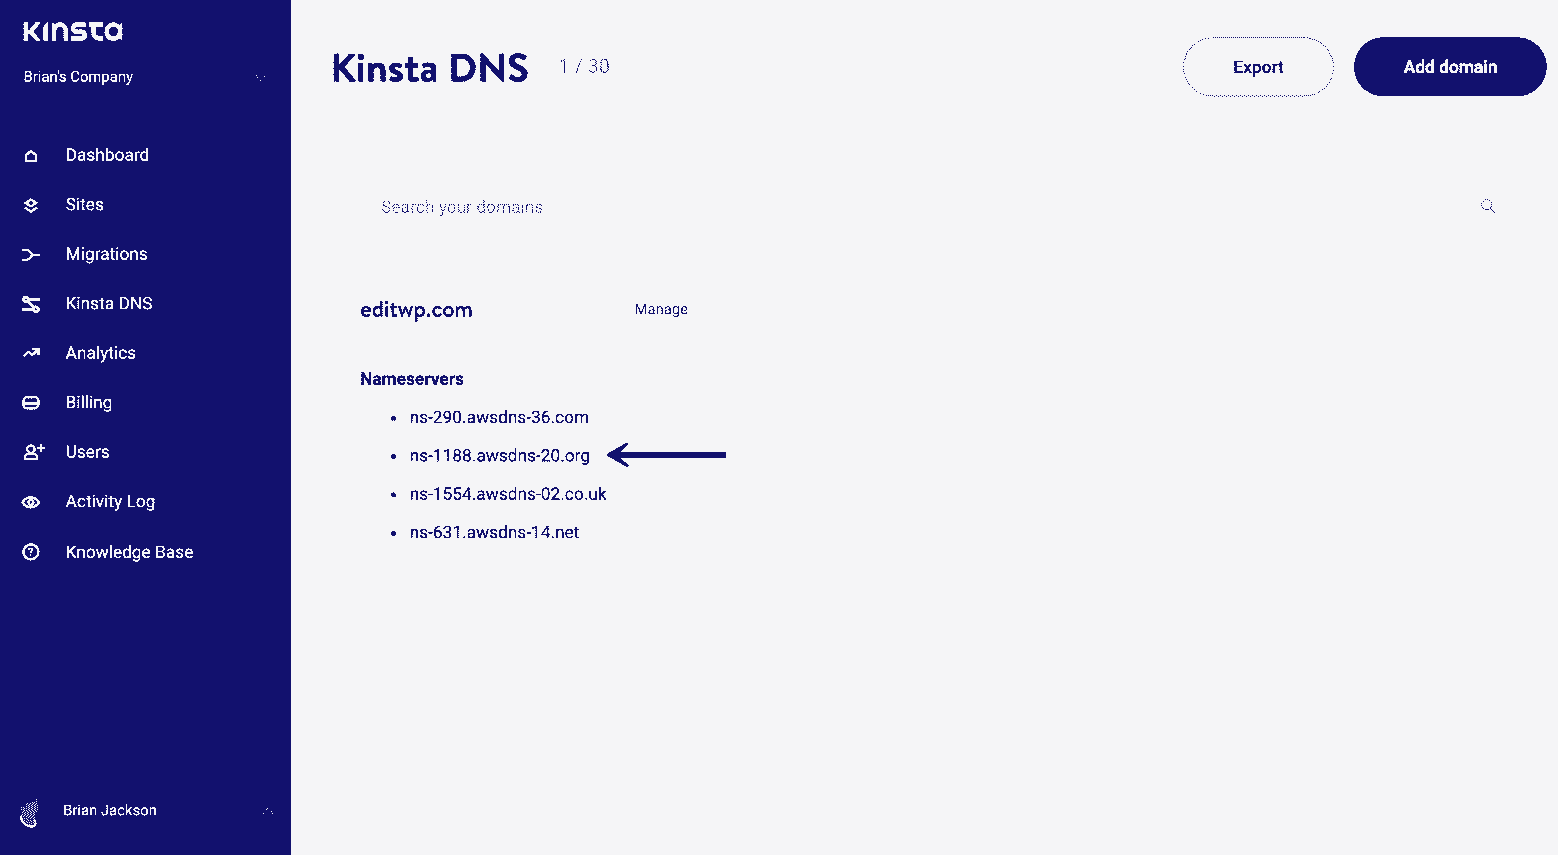 Kinsta
Brian's Company
Dashboard
Sites
Migrations
Kinsta DNS
Analytics
Billing
Users
Activity Log
Knowledge Base
Brian Jackson
Kinsta DNS 1 / 30
Export
Add domain
Search your domains
editwp.com Manage
Nameservers
• ns-290.awsdns-36.com
• ns-1188.awsdns-20.org
• ns-1554.awsdns-02.co.uk
• ns-631.awsdns-14.net